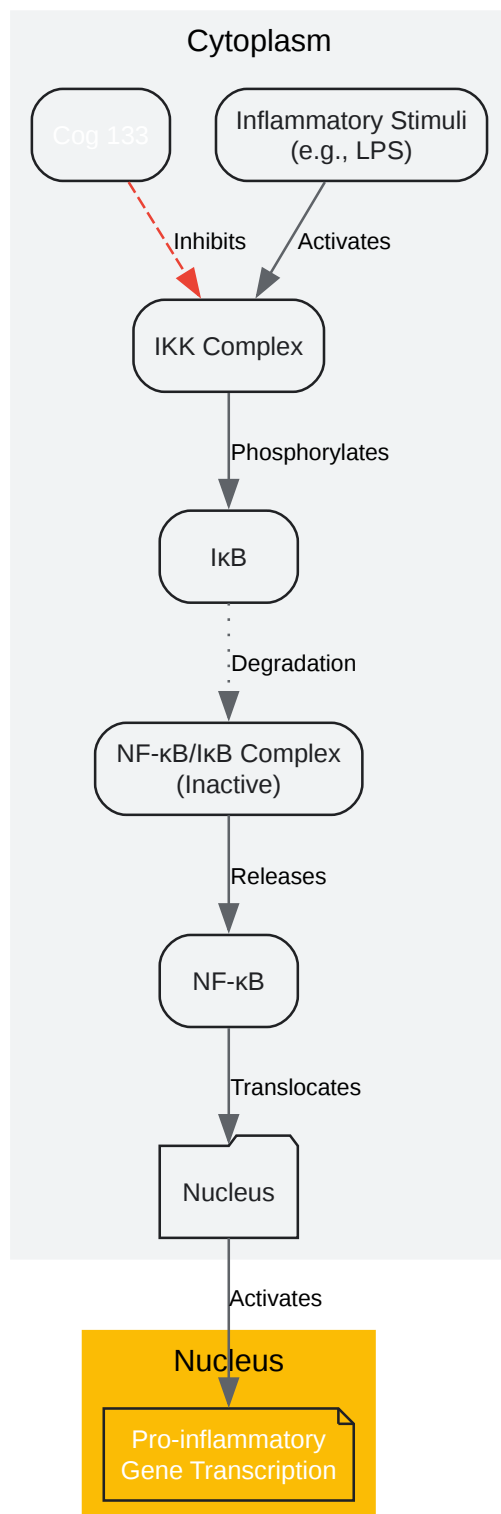 Cytoplasm
Cog 133
Inflammatory Stimuli
(e.g., LPS)
Inhibits
Activates
IKK Complex
Phosphorylates
IκB
Degradation
NF-κB/IκB Complex
(Inactive)
Releases
NF-κB
Translocates
Nucleus
Activates
Nucleus
Pro-inflammatory
Gene Transcription